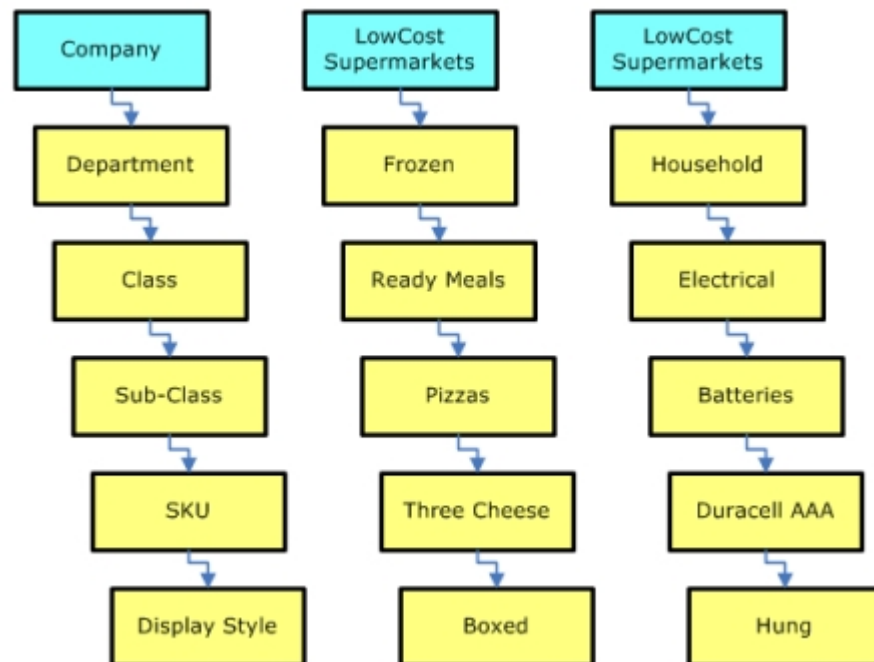 Company
LowCost
Supermarkets
LowCost
Supermarkets
Department
Frozen
Household
Class
Ready Meals
Electrical
Sub-Class
Pizzas
Batteries
SKU
Three Cheese
Duracell AAA
Display Style
Boxed
Hung